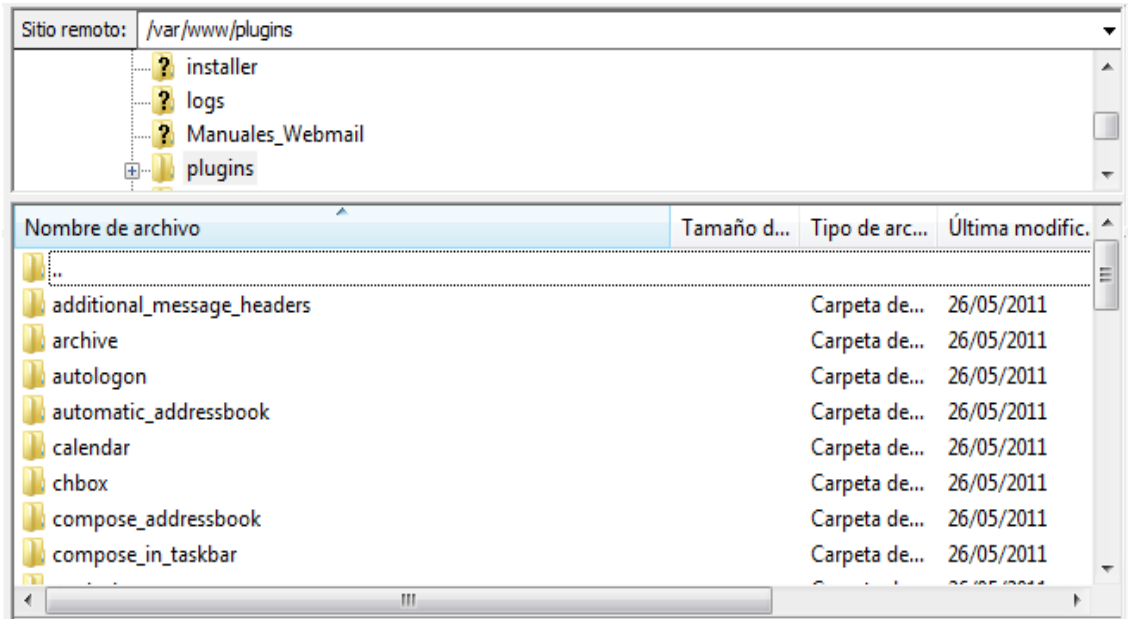 Sitio remoto: /var/www/plugins
installer
logs
Manuales_Webmail
plugins
Nombre de archivo Tamaño d... Tipo de arc... Última modific.
..
additional_message_headers Carpeta de... 26/05/2011
archive Carpeta de... 26/05/2011
autologon Carpeta de... 26/05/2011
automatic_addressbook Carpeta de... 26/05/2011
calendar Carpeta de... 26/05/2011
chbox Carpeta de... 26/05/2011
compose_addressbook Carpeta de... 26/05/2011
compose_in_taskbar Carpeta de... 26/05/2011